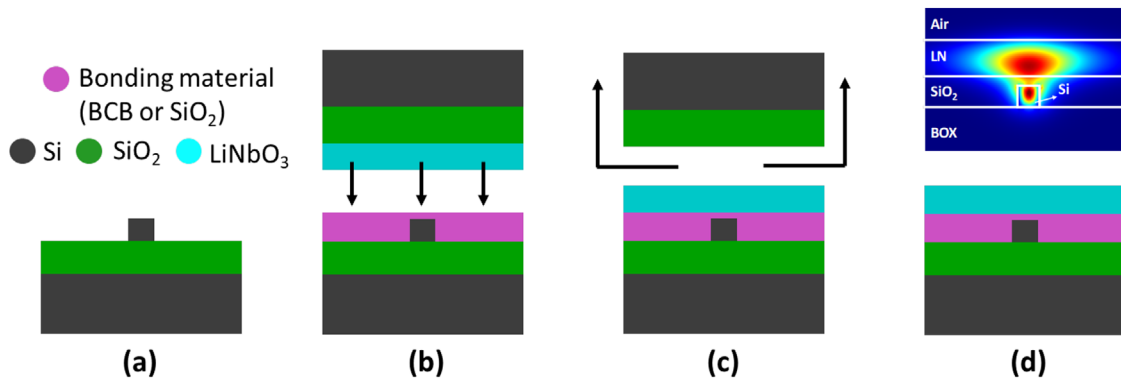 Bonding material
(BCB or SiO₂)
Si
SiO₂
LiNbO₃
Air
LN
SiO₂
Si
BOX
(a)
(b)
(c)
(d)